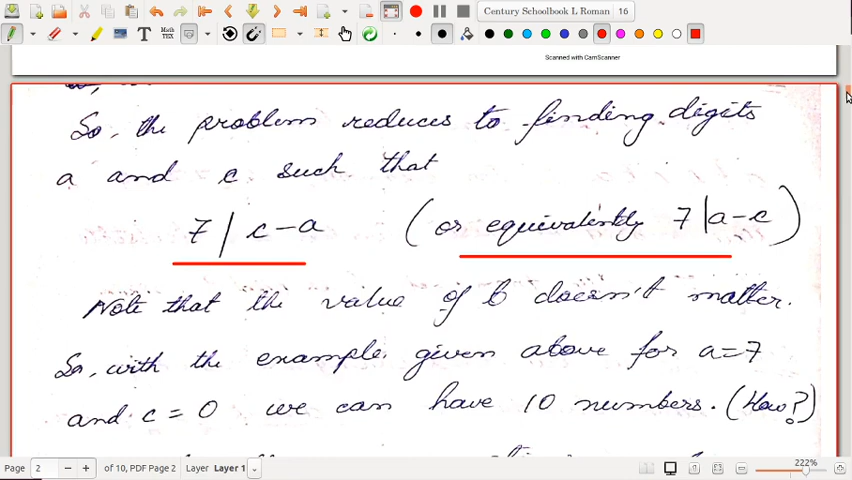 Century Schoolbook L Roman 16
T Math TEX
Scanned with CamScanner
So, the problem reduces to finding digits
a and c such that
7 | c-a (or equivalently 7 | a-c)
Note that the value of b doesn't matter.
So, with the example given above for a=7
and c=0 we can have 10 numbers. (How?)
Page 2 of 10, PDF Page 2 Layer Layer 1 222%